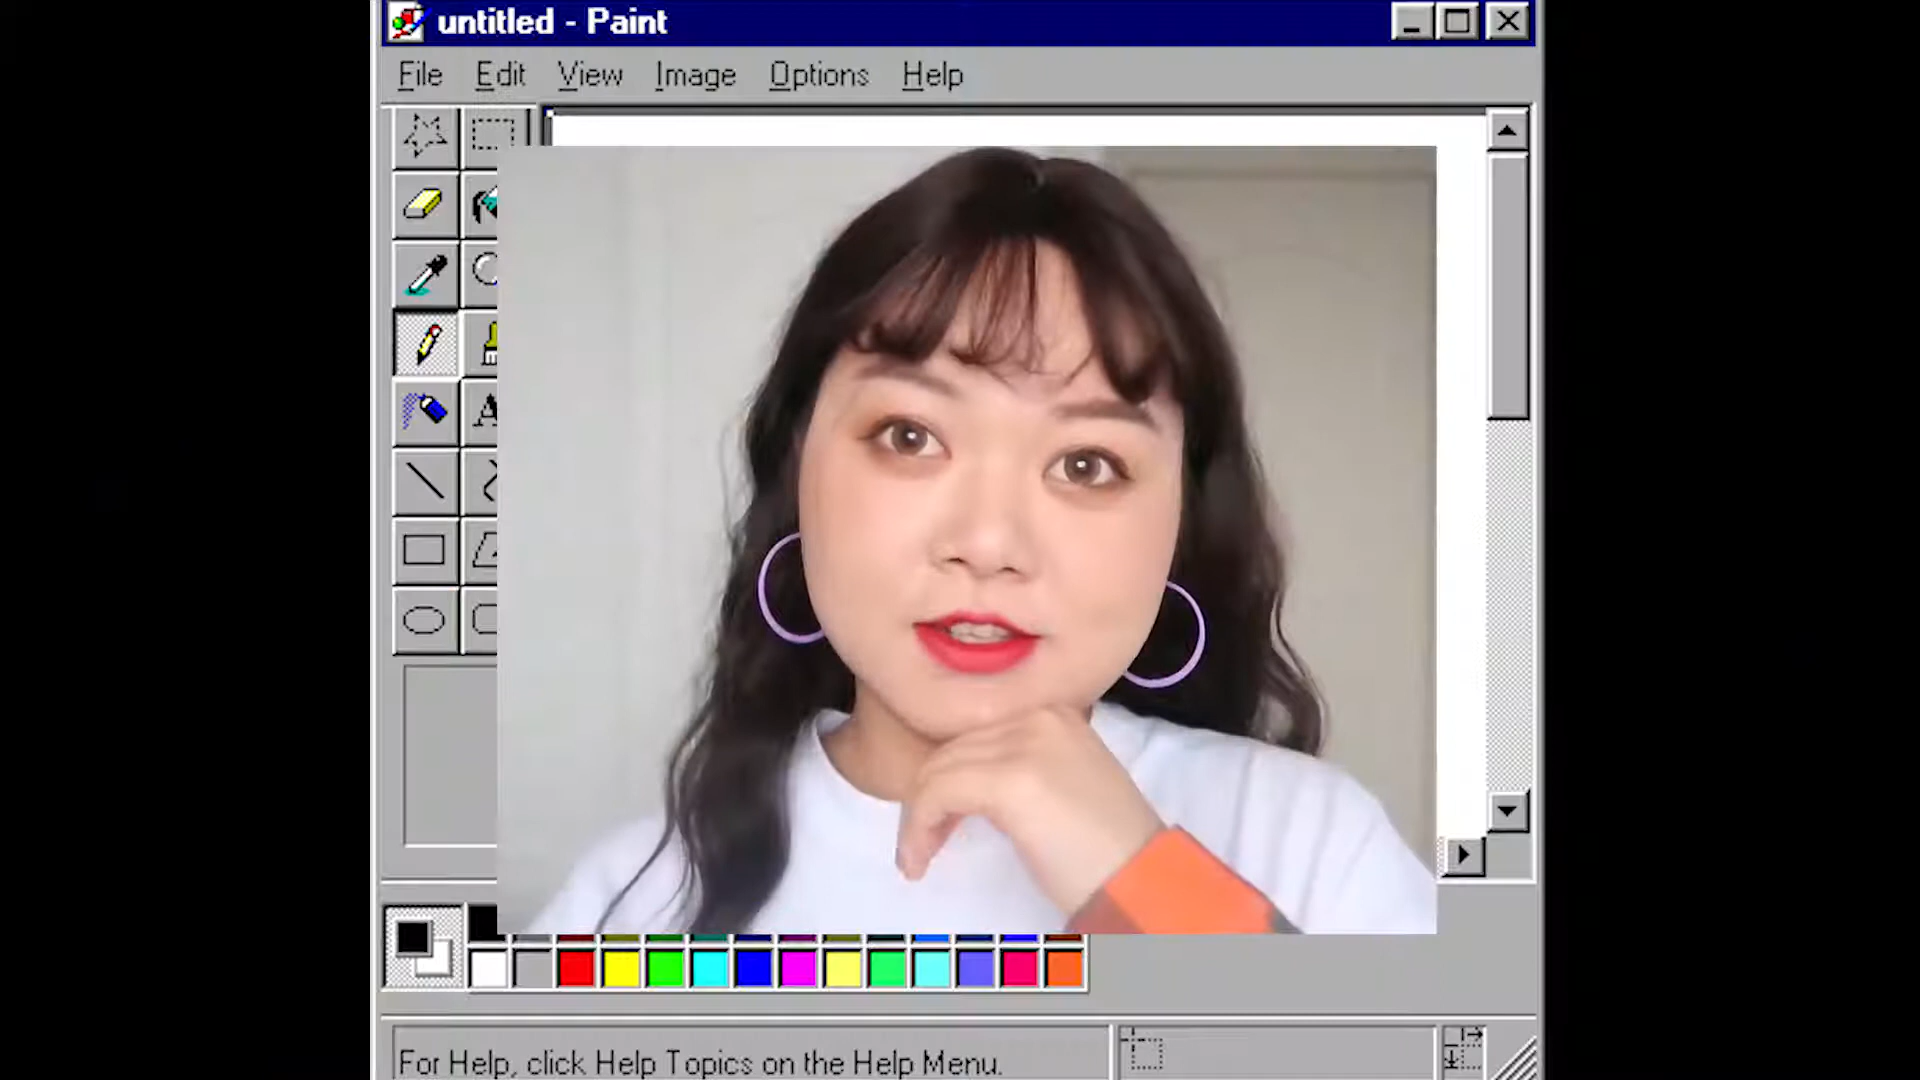 untitled - Paint
File Edit View Image Options Help
A
For Help, click Help Topics on the Help Menu.